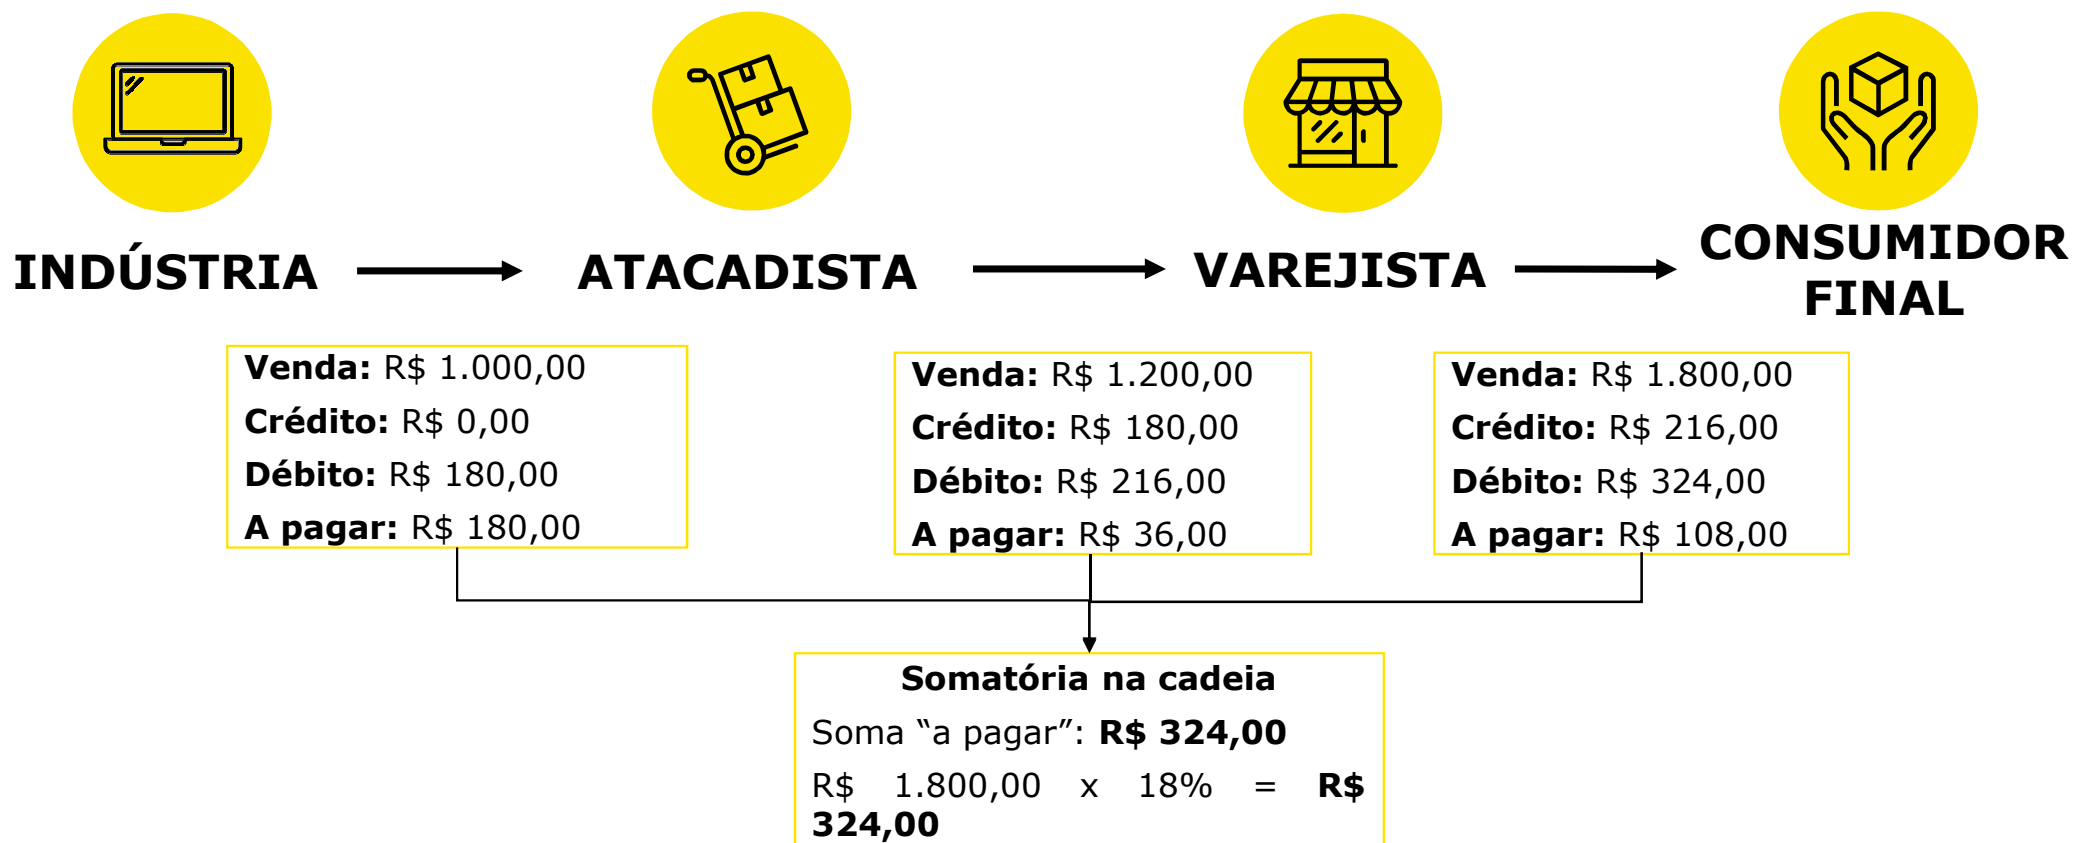 INDÚSTRIA
ATACADISTA
VAREJISTA
CONSUMIDOR
FINAL
Venda: R$ 1.000,00
Crédito: R$ 0,00
Débito: R$ 180,00
A pagar: R$ 180,00
Venda: R$ 1.200,00
Crédito: R$ 180,00
Débito: R$ 216,00
A pagar: R$ 36,00
Venda: R$ 1.800,00
Crédito: R$ 216,00
Débito: R$ 324,00
A pagar: R$ 108,00
Somatória na cadeia
Soma “a pagar”: R$ 324,00
R$ 1.800,00 x 18% = R$
324,00